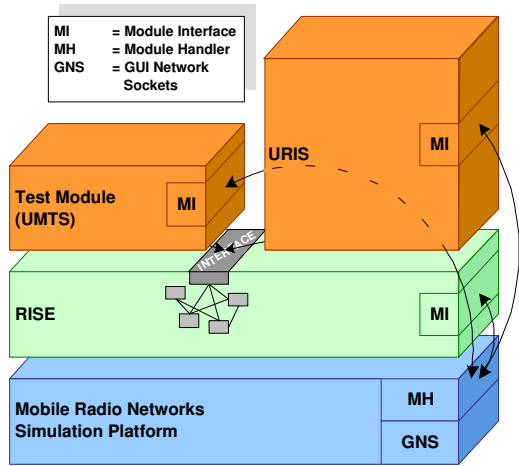 MI = Module Interface
MH = Module Handler
GNS = GUI Network
Sockets
URIS
MI
Test Module
(UMTS)
MI
INTERFACE
RISE
MI
Mobile Radio Networks
Simulation Platform
MH
GNS